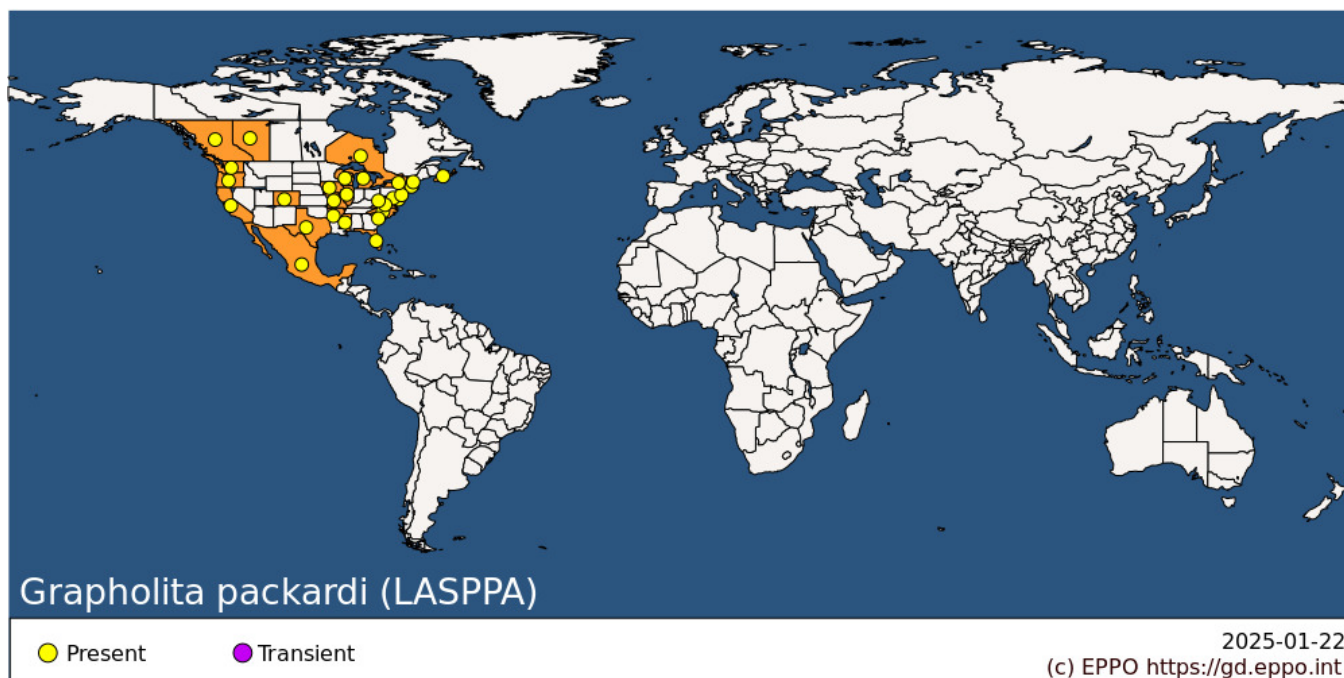 Grapholita packardi (LASPPA)
Present
Transient
2025-01-22
(c) EPPO https://gd.eppo.int